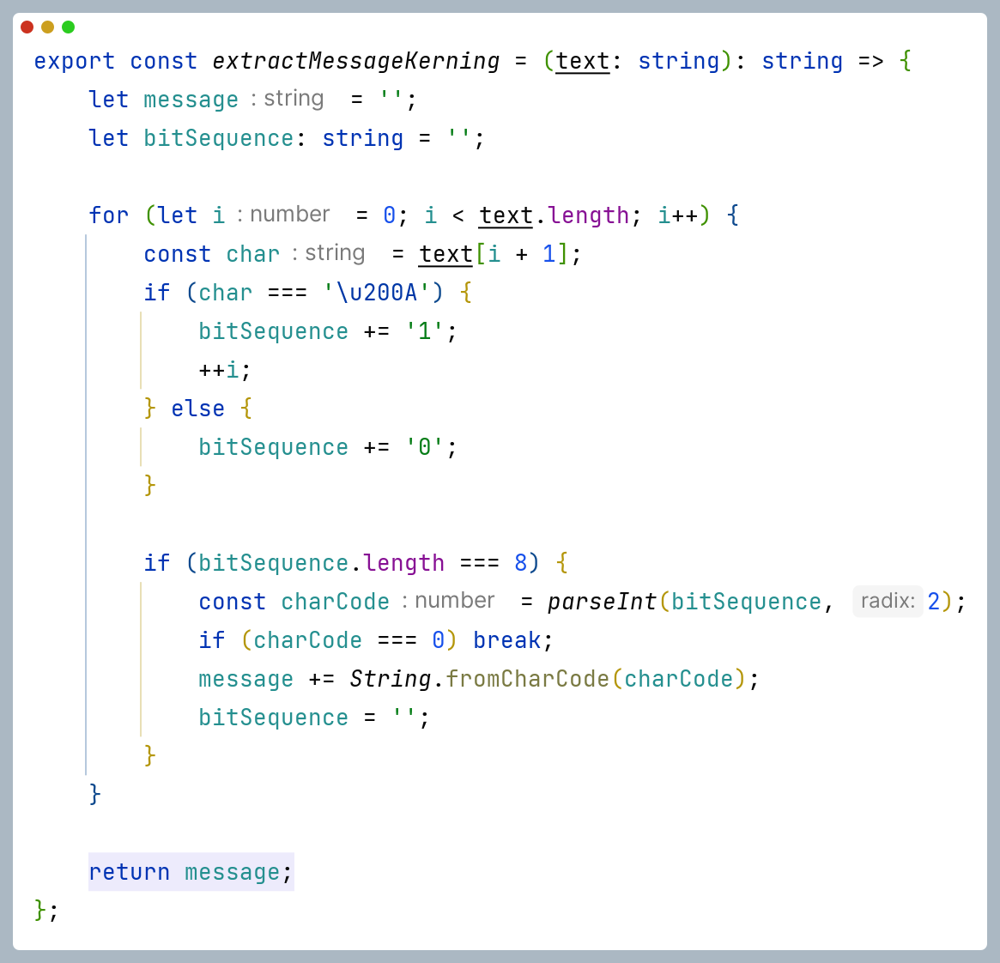 export const extractMessageKerning = (text: string): string => {
let message : string = '';
let bitSequence: string = '';
for (let i : number = 0; i < text.length; i++) {
const char : string = text[i + 1];
if (char === '\u200A') {
bitSequence += '1';
++i;
} else {
bitSequence += '0';
}
if (bitSequence.length === 8) {
const charCode : number = parseInt(bitSequence, radix: 2);
if (charCode === 0) break;
message += String.fromCharCode(charCode);
bitSequence = '';
}
}
return message;
};